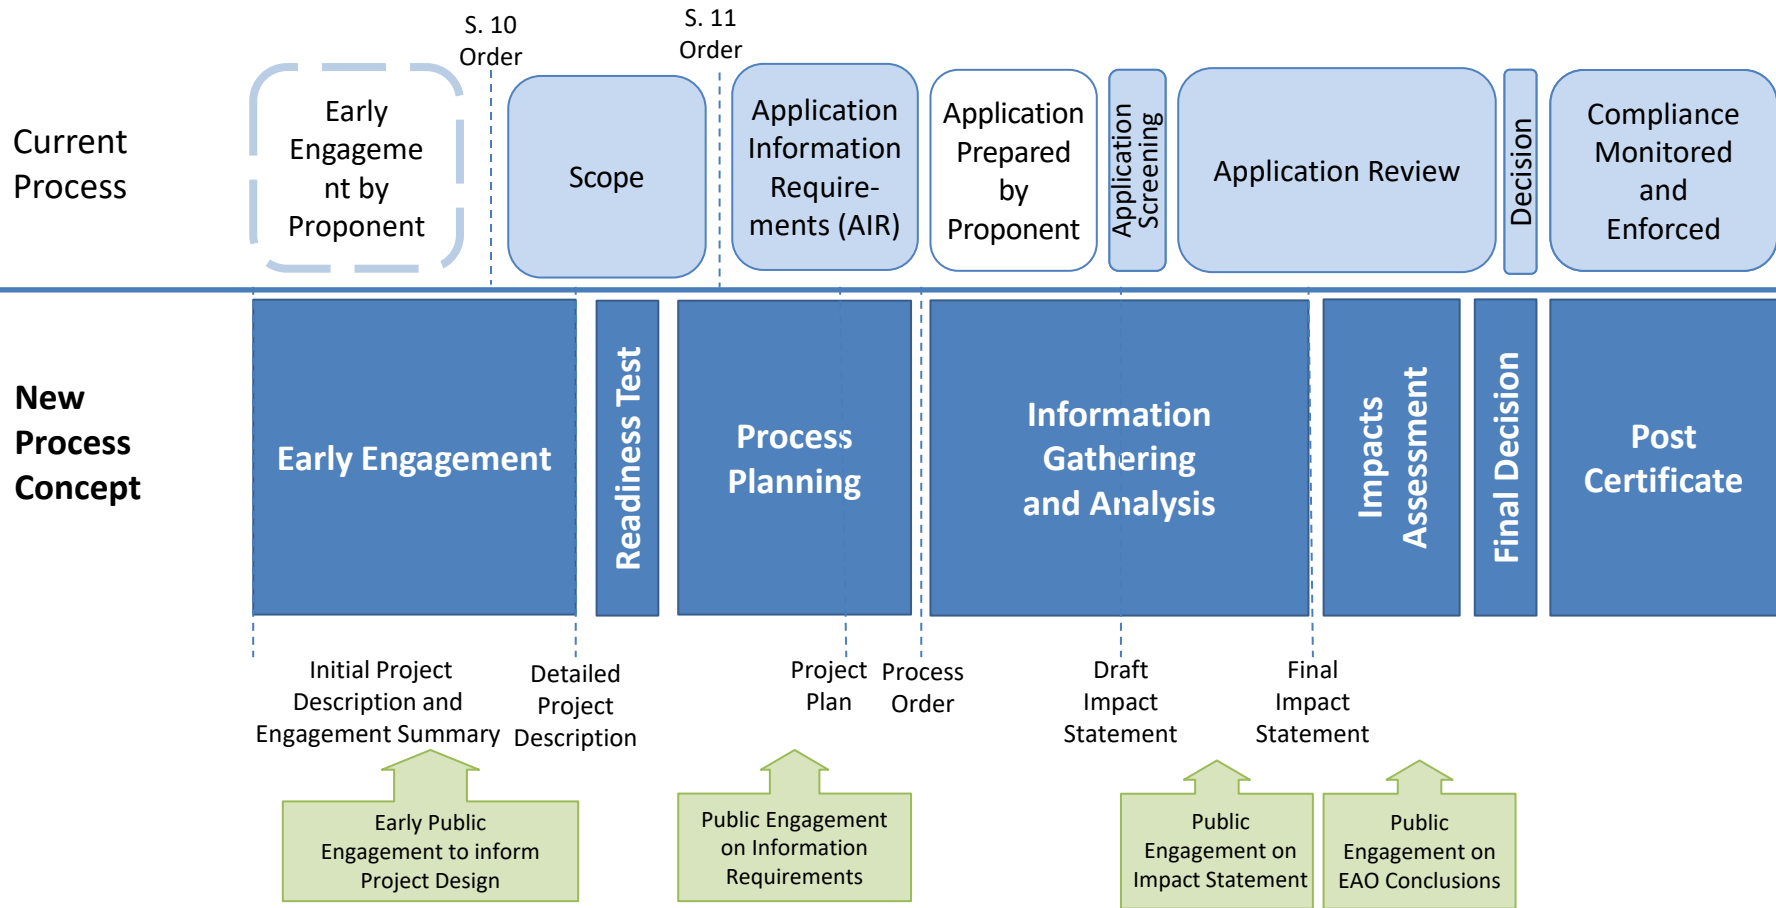 S. 10
Order
S. 11
Order
Current
Process
Early
Engageme
nt by
Proponent
Scope
Application
Information
Require-
ments (AIR)
Application
Prepared
by
Proponent
Application
Screening
Application Review
Decision
Compliance
Monitored
and
Enforced
New
Process
Concept
Early Engagement
Readiness Test
Process
Planning
Information
Gathering
and Analysis
Impacts
Assessment
Final Decision
Post
Certificate
Initial Project
Description and
Engagement Summary
Detailed
Project
Description
Project
Plan
Process
Order
Draft
Impact
Statement
Final
Impact
Statement
Early Public
Engagement to inform
Project Design
Public Engagement
on Information
Requirements
Public
Engagement on
Impact Statement
Public
Engagement on
EAO Conclusions